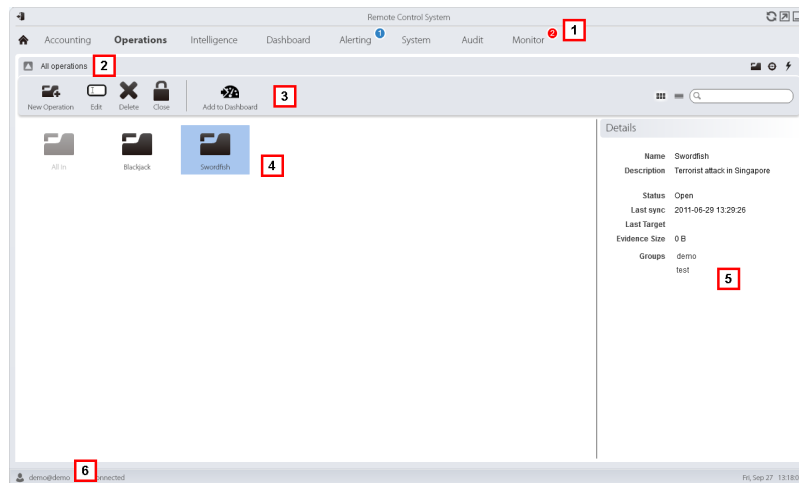 Remote Control System
Accounting Operations Intelligence Dashboard Alerting 1 System Audit Monitor 2 1
All operations 2
New Operation Edit Delete Close Add to Dashboard 3
Details
All In Blackjack Swordfish 4
Name Swordfish
Description Terrorist attack in Singapore
Status Open
Last sync 2011-06-29 13:29:26
Last Target
Evidence Size 0 B
Groups demo
test
5
demo@demo 6 nnected Fri, Sep 27 13:18:0